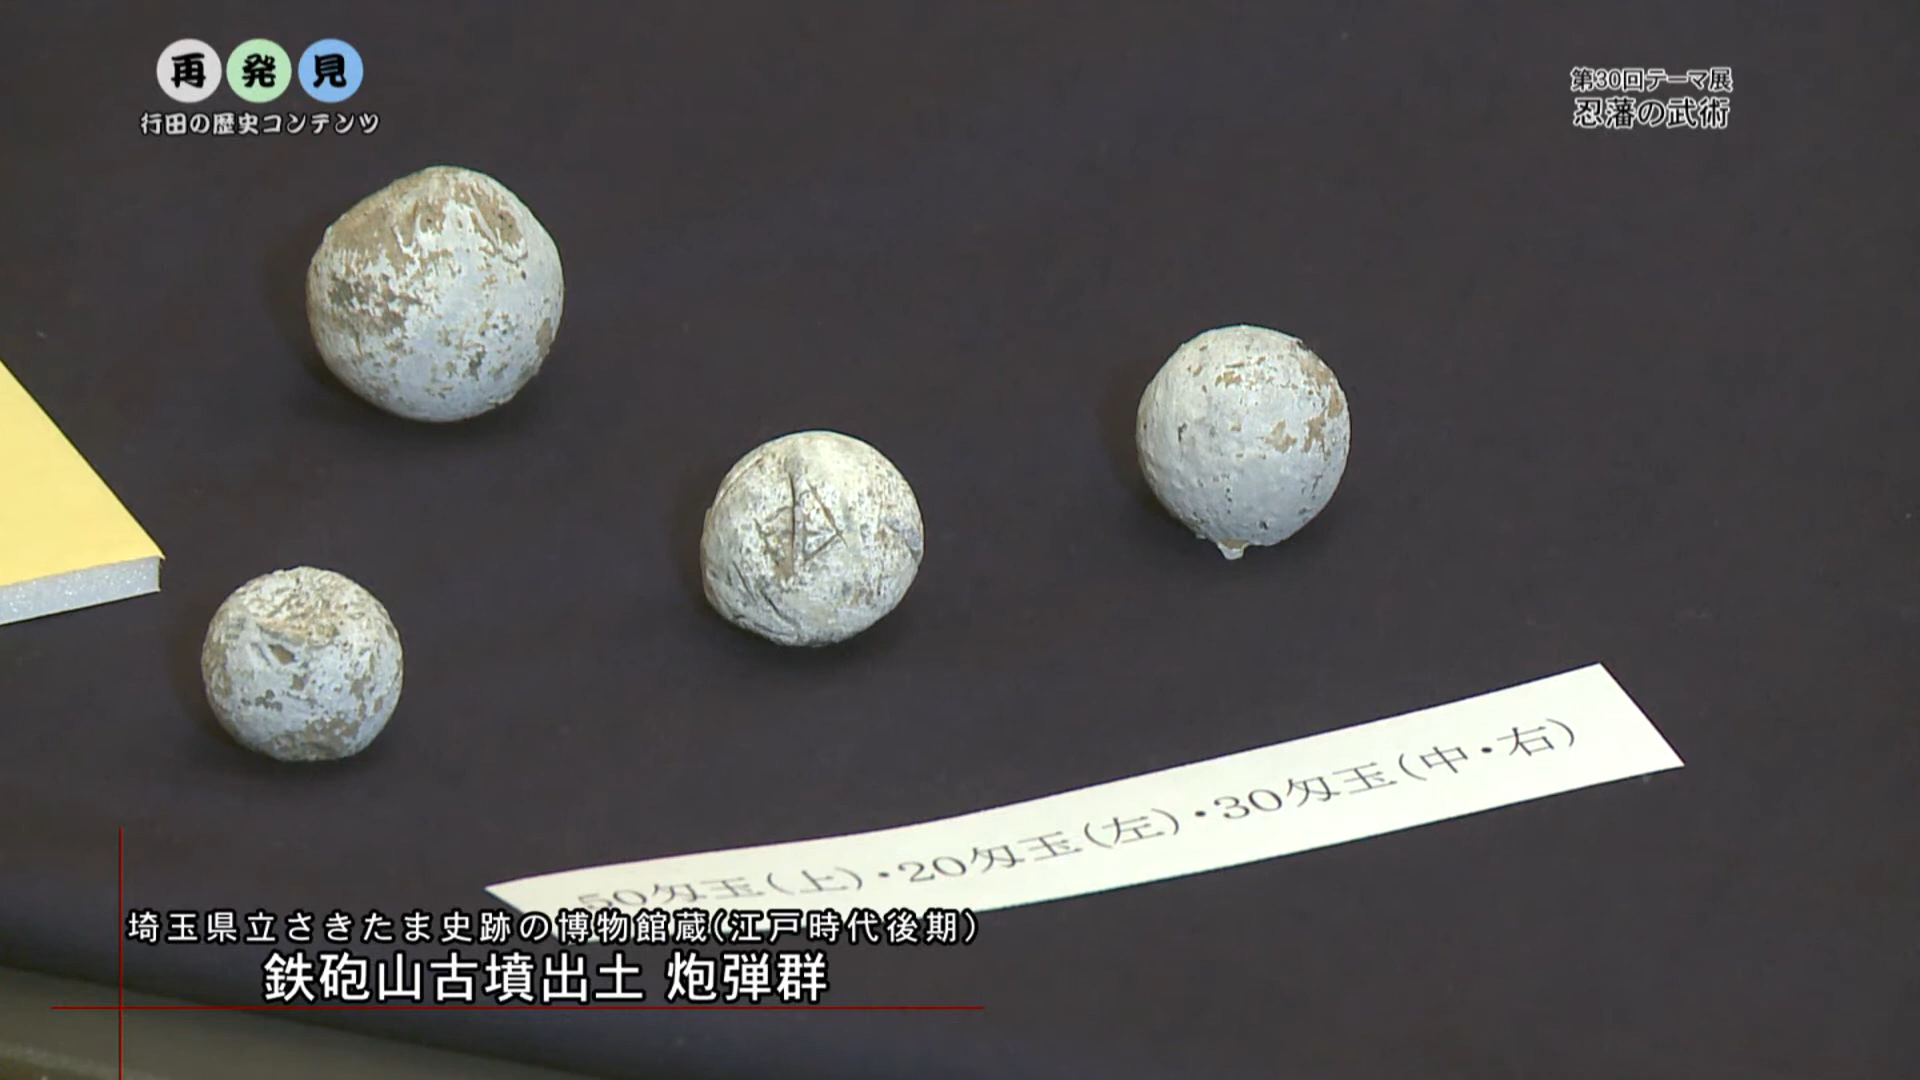 再発見
行田の歴史コンテンツ
第30回テーマ展
忍藩の武術
50匁玉(上)・20匁玉(左)・30匁玉(中・右)
埼玉県立さきたま史跡の博物館蔵(江戸時代後期)
鉄砲山古墳出土 炮弾群